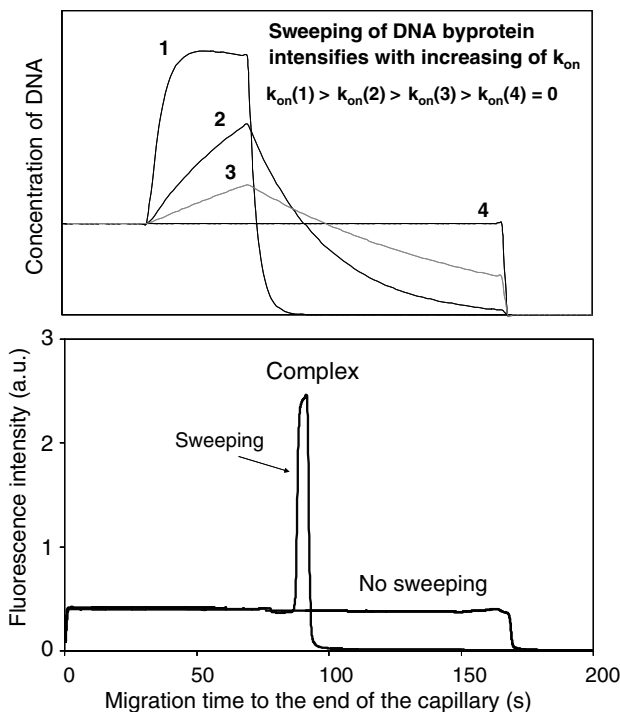 Sweeping of DNA byprotein
intensifies with increasing of kon
kon(1) > kon(2) > kon(3) > kon(4) = 0
1
2
3
4
Concentration of DNA
3
2
1
0
Fluorescence intensity (a.u.)
Complex
Sweeping
No sweeping
0 50 100 150 200
Migration time to the end of the capillary (s)